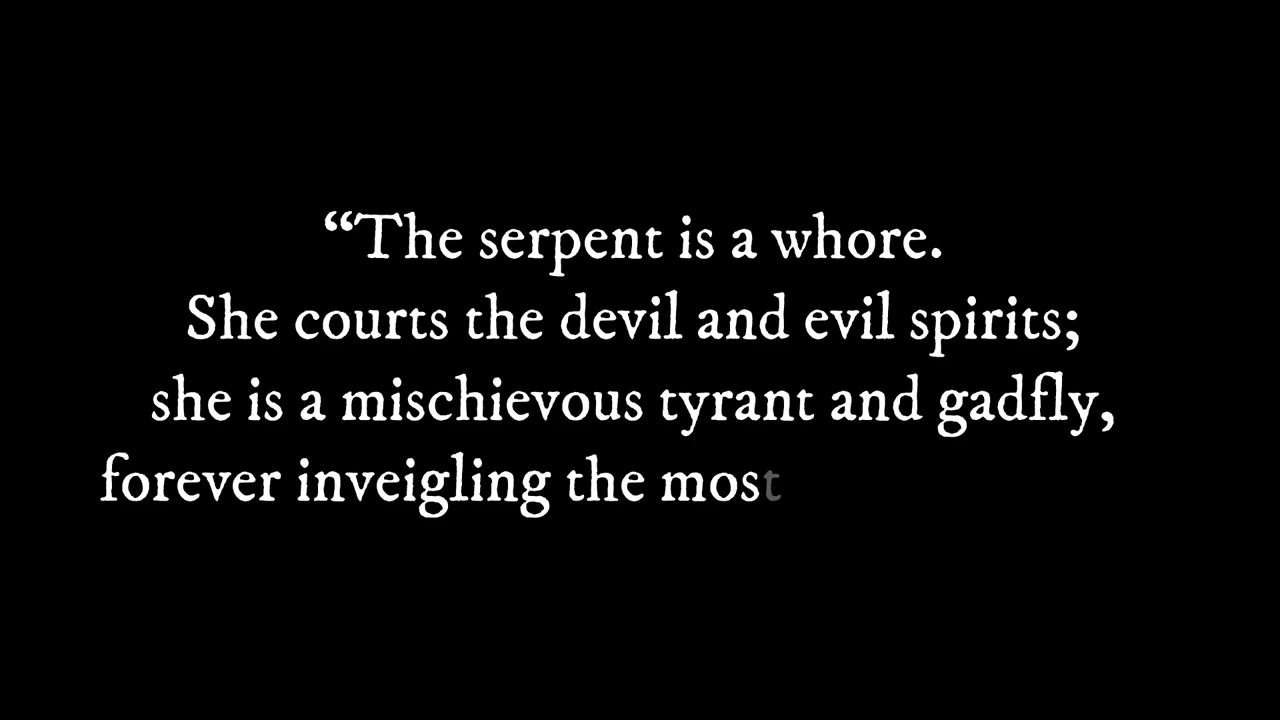 “The serpent is a whore.
She courts the devil and evil spirits;
she is a mischievous tyrant and gadfly,
forever inveigling the most